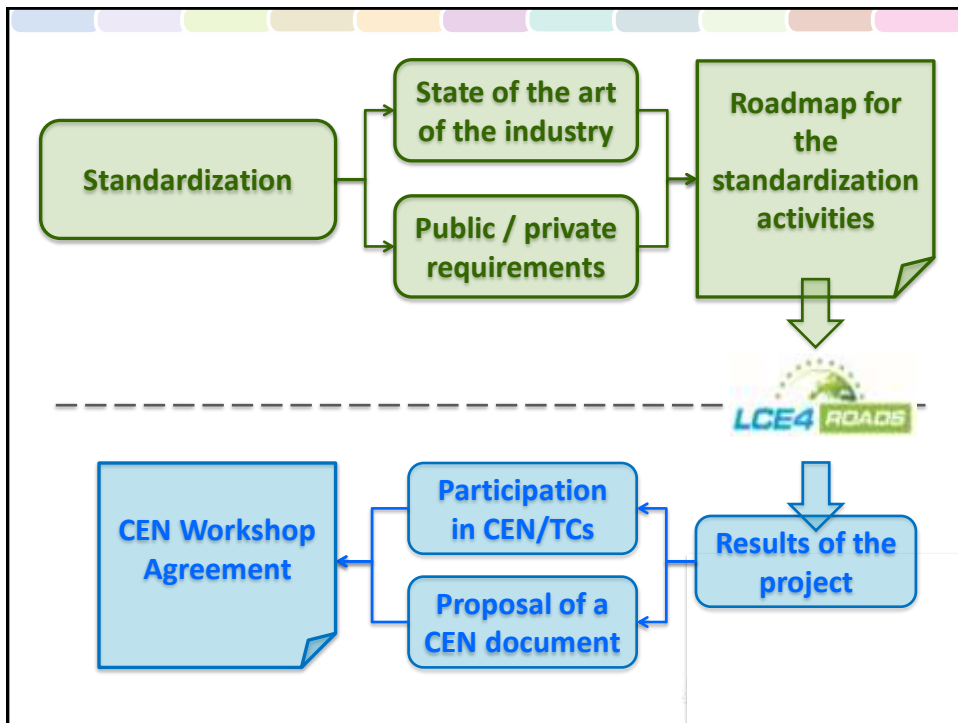 Standardization
State of the art
of the industry
Public / private
requirements
Roadmap for
the
standardization
activities
LCE4 ROADS
Results of the
project
Participation
in CEN/TCs
Proposal of a
CEN document
CEN Workshop
Agreement